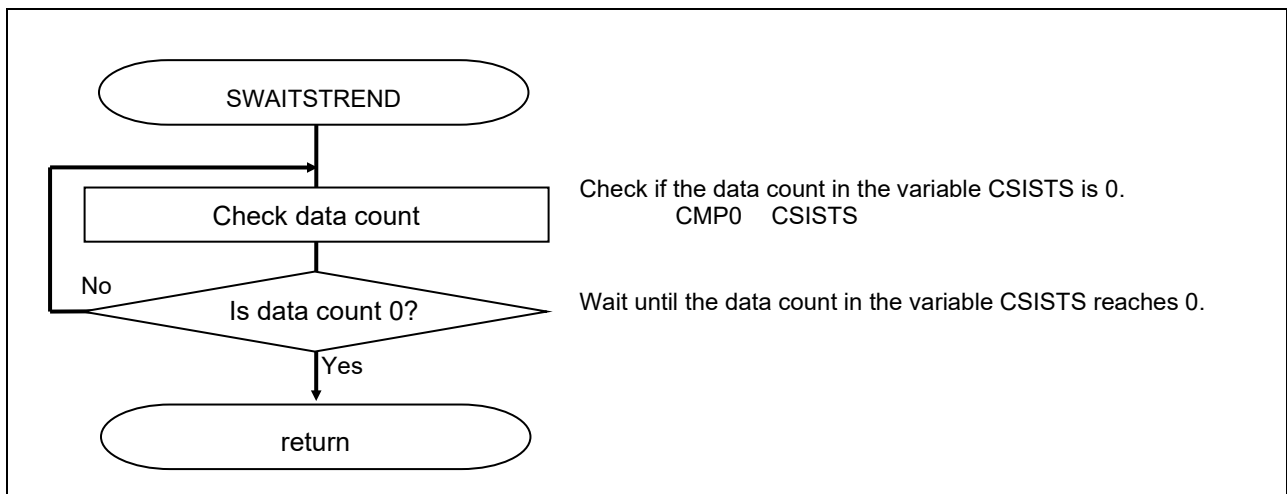 SWAITSTREND
Check data count
Check if the data count in the variable CSISTS is 0.
CMP0 CSISTS
No
Is data count 0?
Wait until the data count in the variable CSISTS reaches 0.
Yes
return